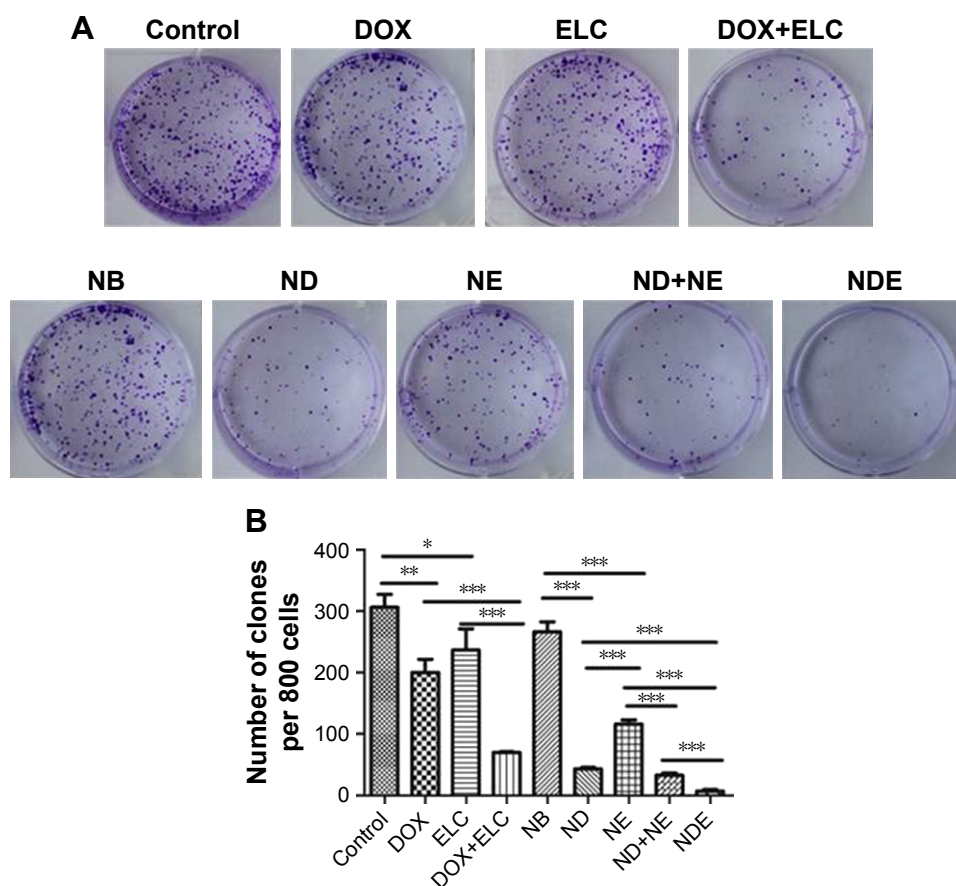 A
Control DOX ELC DOX+ELC
NB ND NE ND+NE NDE
B
Number of clones
per 800 cells
400
300
200
100
0
*
**
***
***
***
***
***
***
***
***
***
Control DOX ELC DOX+ELC NB ND NE ND+NE NDE